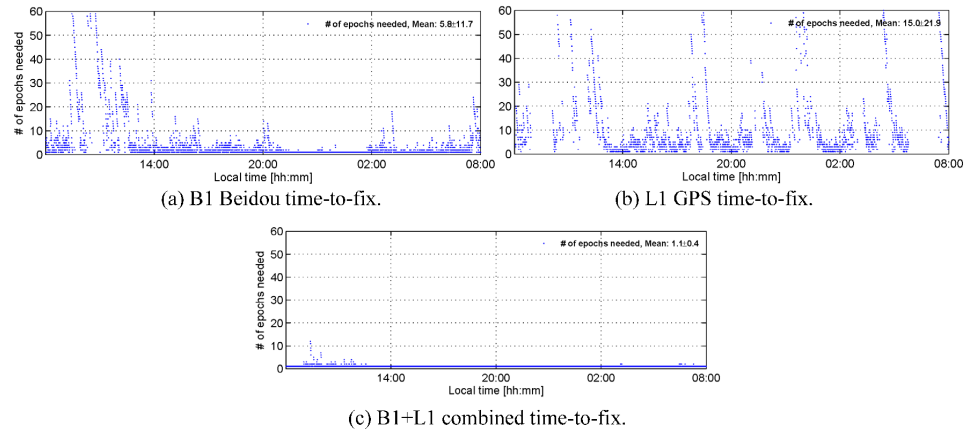 # of epochs needed, Mean: 5.8±11.7
60
50
40
30
20
10
0
# of epochs needed
14:00 20:00 02:00 08:00
Local time [hh:mm]
(a) B1 Beidou time-to-fix.
# of epochs needed, Mean: 15.0±21.9
60
50
40
30
20
10
0
# of epochs needed
14:00 20:00 02:00 08:00
Local time [hh:mm]
(b) L1 GPS time-to-fix.
# of epochs needed, Mean: 1.1±0.4
60
50
40
30
20
10
0
# of epochs needed
14:00 20:00 02:00 08:00
Local time [hh:mm]
(c) B1+L1 combined time-to-fix.